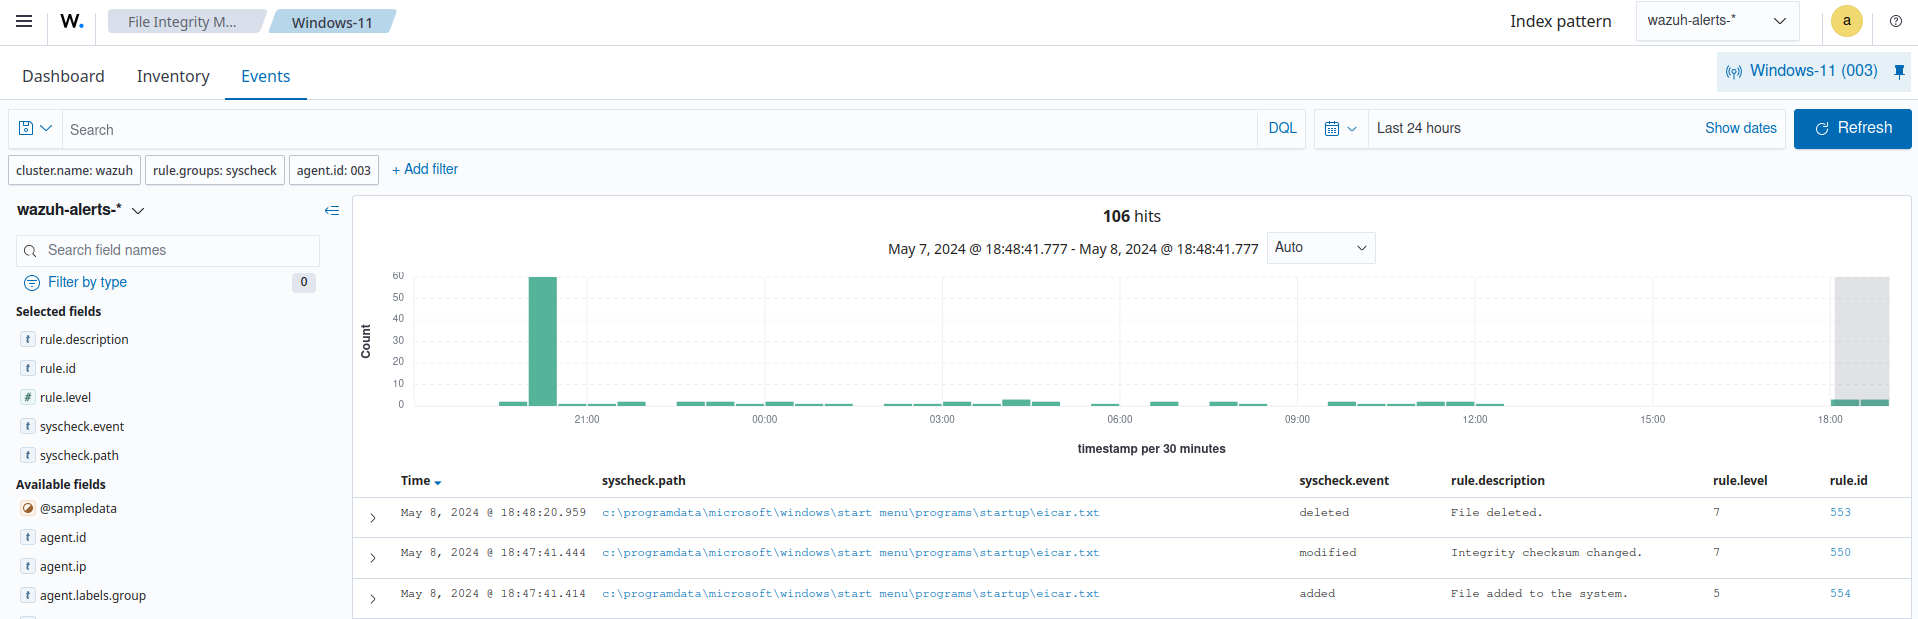 W. File Integrity M... Windows-11 Index pattern wazuh-alerts-* a
Dashboard Inventory Events Windows-11 (003)
Search DQL Last 24 hours Show dates Refresh
cluster.name: wazuh rule.groups: syscheck agent.id: 003 + Add filter
wazuh-alerts-*
Search field names
Filter by type 0
Selected fields
t rule.description
t rule.id
# rule.level
t syscheck.event
t syscheck.path
Available fields
@sampledata
t agent.id
t agent.ip
t agent.labels.group
106 hits
May 7, 2024 @ 18:48:41.777 - May 8, 2024 @ 18:48:41.777 Auto
Count
60
50
40
30
20
10
0
21:00 00:00 03:00 06:00 09:00 12:00 15:00 18:00
timestamp per 30 minutes
Time syscheck.path syscheck.event rule.description rule.level rule.id
May 8, 2024 @ 18:48:20.959 c:\programdata\microsoft\windows\start menu\programs\startup\eicar.txt deleted File deleted. 7 553
May 8, 2024 @ 18:47:41.444 c:\programdata\microsoft\windows\start menu\programs\startup\eicar.txt modified Integrity checksum changed. 7 550
May 8, 2024 @ 18:47:41.414 c:\programdata\microsoft\windows\start menu\programs\startup\eicar.txt added File added to the system. 5 554